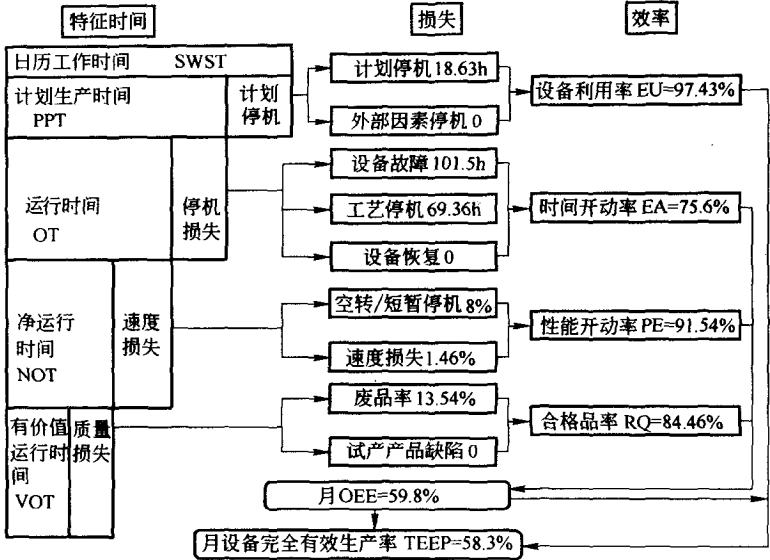 特征时间
损失
效率
日历工作时间 SWST
计划生产时间
PPT
计划
停机
计划停机18.63h
外部因素停机0
设备利用率EU=97.43%
运行时间
OT
停机
损失
设备故障101.5h
工艺停机69.36h
设备恢复0
时间开动率EA=75.6%
净运行
时间
NOT
速度
损失
空转/短暂停机8%
速度损失1.46%
性能开动率PE=91.54%
有价值
运行时
间
VOT
质量
损失
废品率13.54%
试产产品缺陷0
合格品率RQ=84.46%
月OEE=59.8%
月设备完全有效生产率 TEEP=58.3%